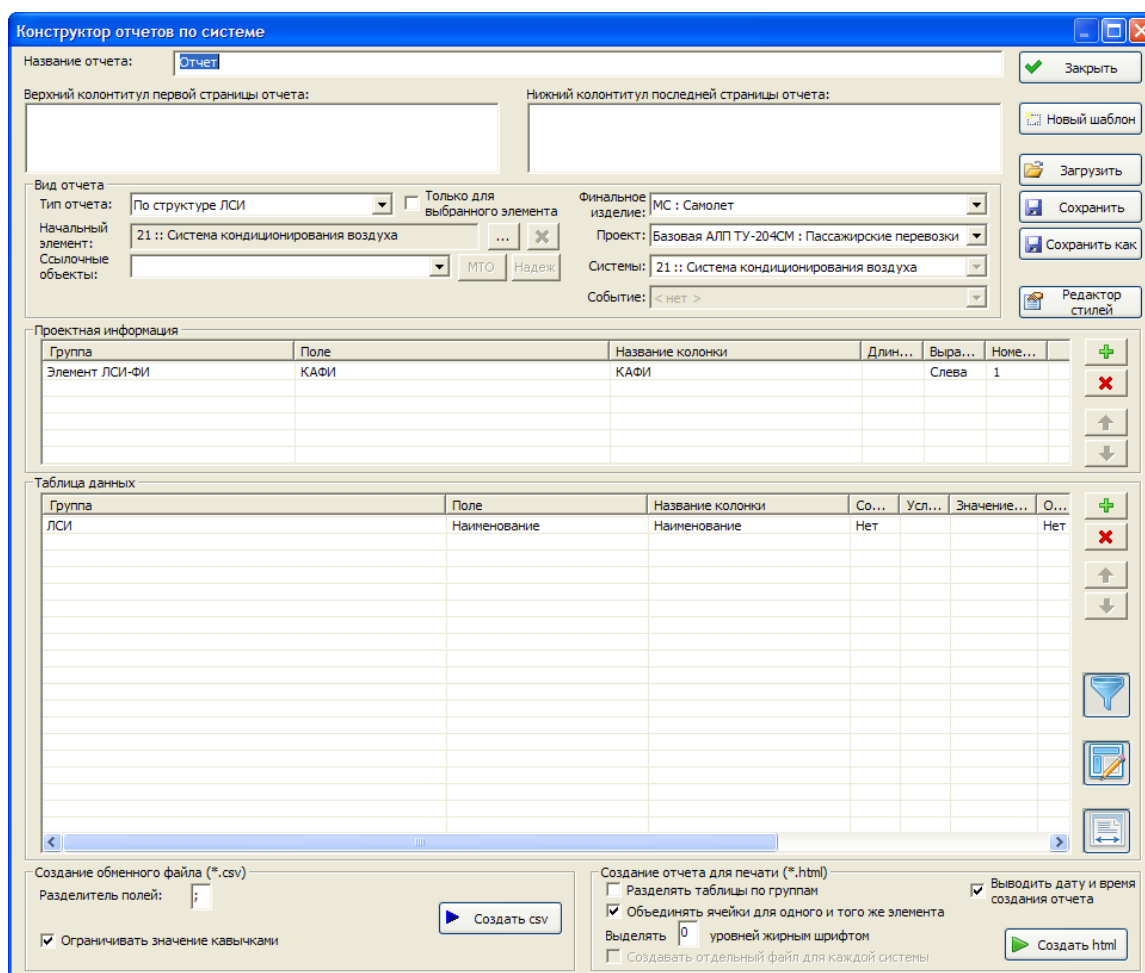 Конструктор отчетов по системе
Название отчета: Отчет
Закрыть
Верхний колонтитул первой страницы отчета: Нижний колонтитул последней страницы отчета:
Новый шаблон
Загрузить
Сохранить
Сохранить как
Редактор
стилей
Вид отчета
Тип отчета: По структуре ЛСИ
Только для
выбранного элемента
Начальный
элемент:
21 :: Система кондиционирования воздуха ...
Ссылочные
объекты:
МТО Надеж
Финальное
изделие:
МС : Самолет
Проект: Базовая АЛП ТУ-204СМ : Пассажирские перевозки
Системы: 21 :: Система кондиционирования воздуха
Событие: < нет >
Проектная информация
Группа Поле Название колонки Длин... Выра... Номе...
Элемент ЛСИ-ФИ КАФИ КАФИ Слева 1
Таблица данных
Группа Поле Название колонки Со... Усл... Значение... О...
ЛСИ Наименование Наименование Нет Нет
Создание обменного файла (*.csv)
Разделитель полей: ;
Создать csv
Ограничивать значение кавычками
Создание отчета для печати (*.html)
Разделять таблицы по группам
Объединять ячейки для одного и того же элемента
Выделять 0 уровней жирным шрифтом
Создавать отдельный файл для каждой системы
Выводить дату и время
создания отчета
Создать html